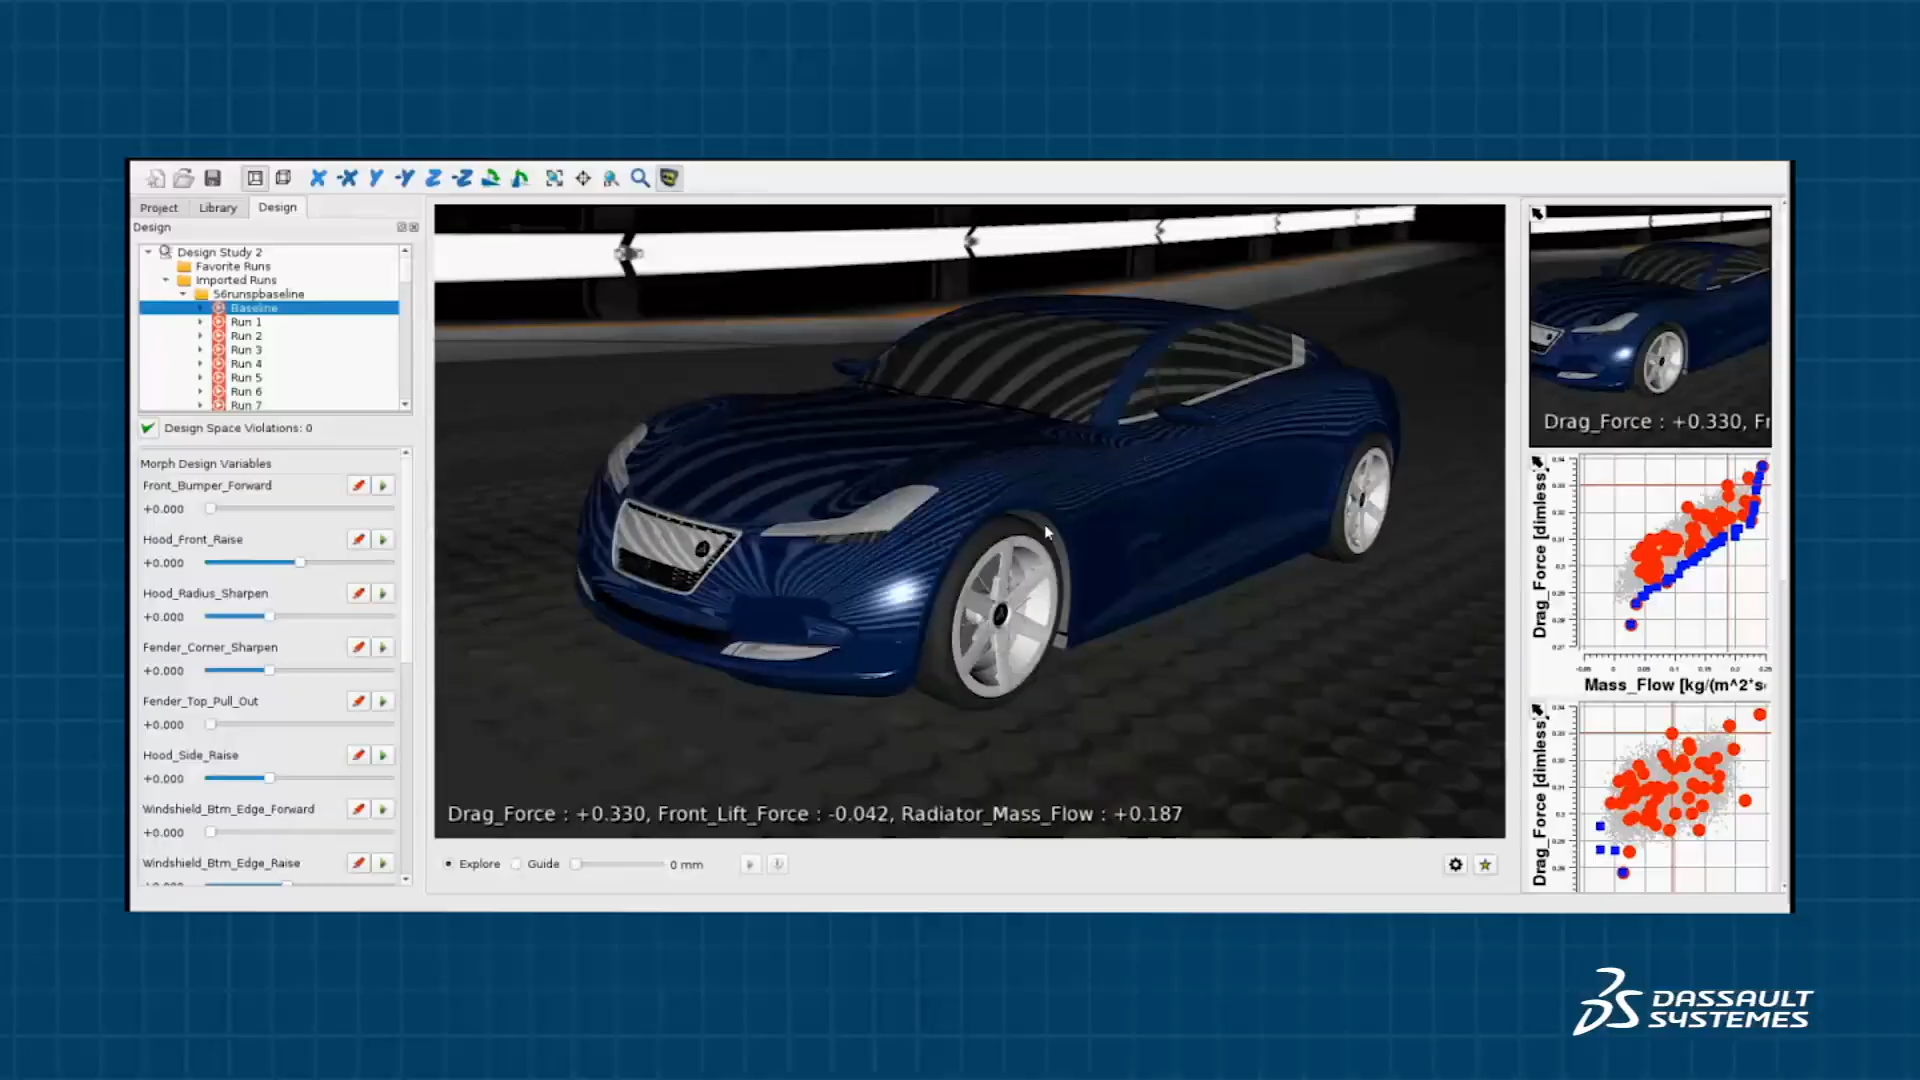 X -X Y -Y Z -Z
Project Library Design
Design
Design Study 2
Favorite Runs
Imported Runs
56runspbaseline
Baseline
Run 1
Run 2
Run 3
Run 4
Run 5
Run 6
Run 7
Design Space Violations: 0
Morph Design Variables
Front_Bumper_Forward
+0.000
Hood_Front_Raise
+0.000
Hood_Radius_Sharpen
+0.000
Fender_Corner_Sharpen
+0.000
Fender_Top_Pull_Out
+0.000
Hood_Side_Raise
+0.000
Windshield_Btm_Edge_Forward
+0.000
Windshield_Btm_Edge_Raise
Drag_Force : +0.330, Front_Lift_Force : -0.042, Radiator_Mass_Flow : +0.187
Explore Guide 0 mm
Drag_Force : +0.330, Fr
Drag_Force [dimless]
Mass_Flow [kg/(m^2*s
Drag_Force [dimless]
DASSAULT
SYSTEMES